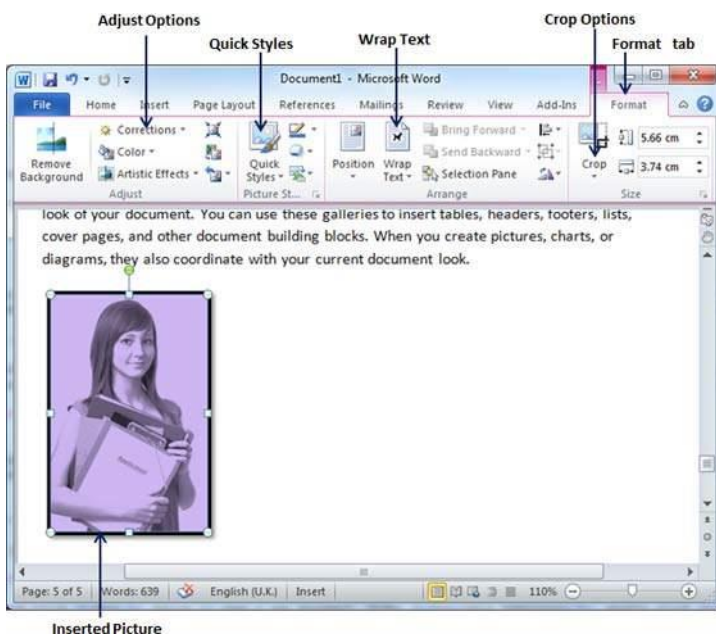 Adjust Options
Quick Styles
Wrap Text
Crop Options
Format tab
Document1 - Microsoft Word
File Home Insert Page Layout References Mailings Review View Add-Ins Format
Remove Background
Corrections
Color
Artistic Effects
Adjust
Quick Styles
Picture St...
Position
Wrap Text
Bring Forward
Send Backward
Selection Pane
Arrange
Crop
5.66 cm
3.74 cm
Size
look of your document. You can use these galleries to insert tables, headers, footers, lists,
cover pages, and other document building blocks. When you create pictures, charts, or
diagrams, they also coordinate with your current document look.
Page: 5 of 5 Words: 639 English (U.K.) Insert 110%
Inserted Picture